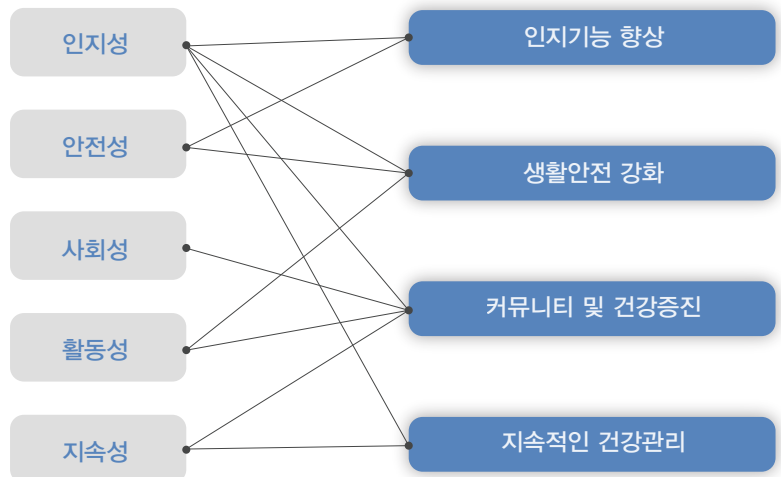 인지성
안전성
사회성
활동성
지속성
인지기능 향상
생활안전 강화
커뮤니티 및 건강증진
지속적인 건강관리